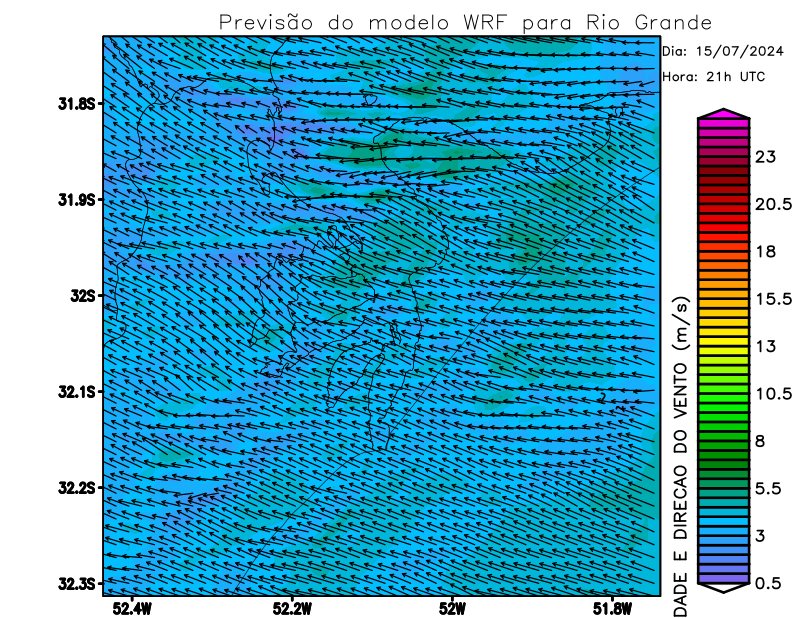 Previsão do modelo WRF para Rio Grande
Dia: 15/07/2024
Hora: 21h UTC
31.8S
31.9S
32S
32.1S
32.2S
32.3S
52.4W
52.2W
52W
51.8W
23
20.5
18
15.5
13
10.5
8
5.5
3
0.5
DADE E DIRECAO DO VENTO (m/s)